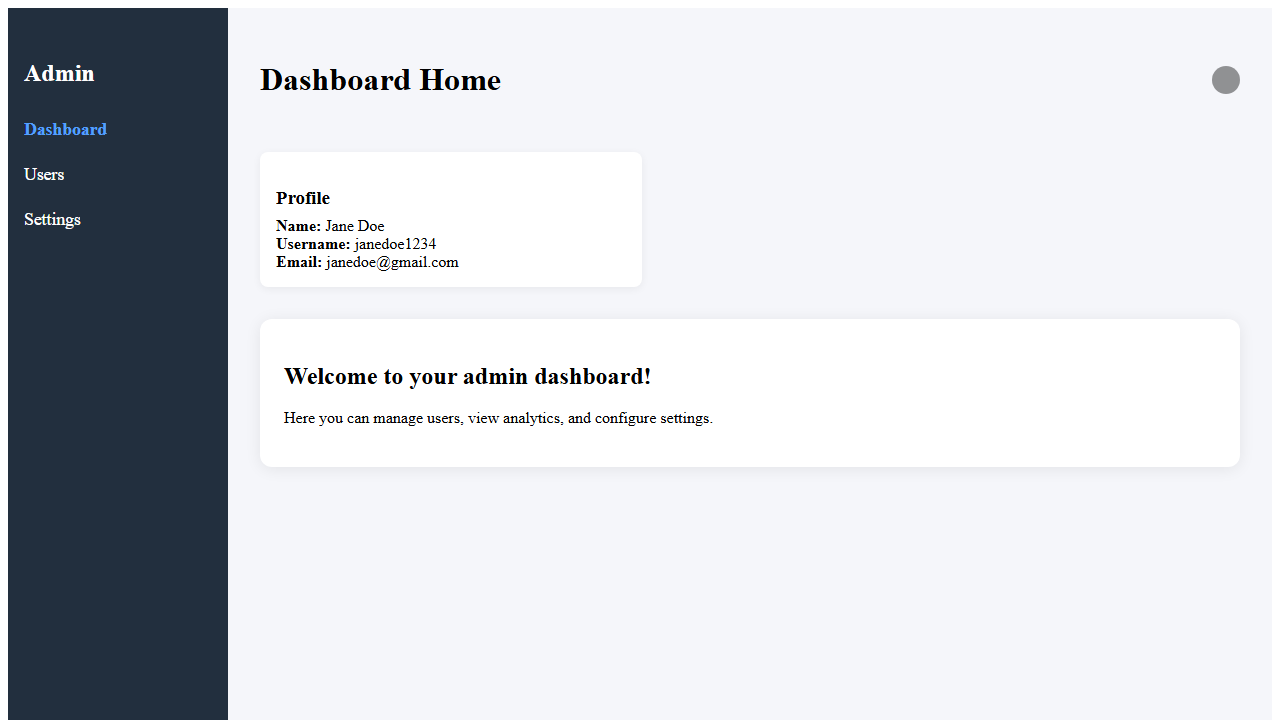 Admin
Dashboard
Users
Settings
Dashboard Home
Profile
Name: Jane Doe
Username: janedoe1234
Email: janedoe@gmail.com
Welcome to your admin dashboard!
Here you can manage users, view analytics, and configure settings.